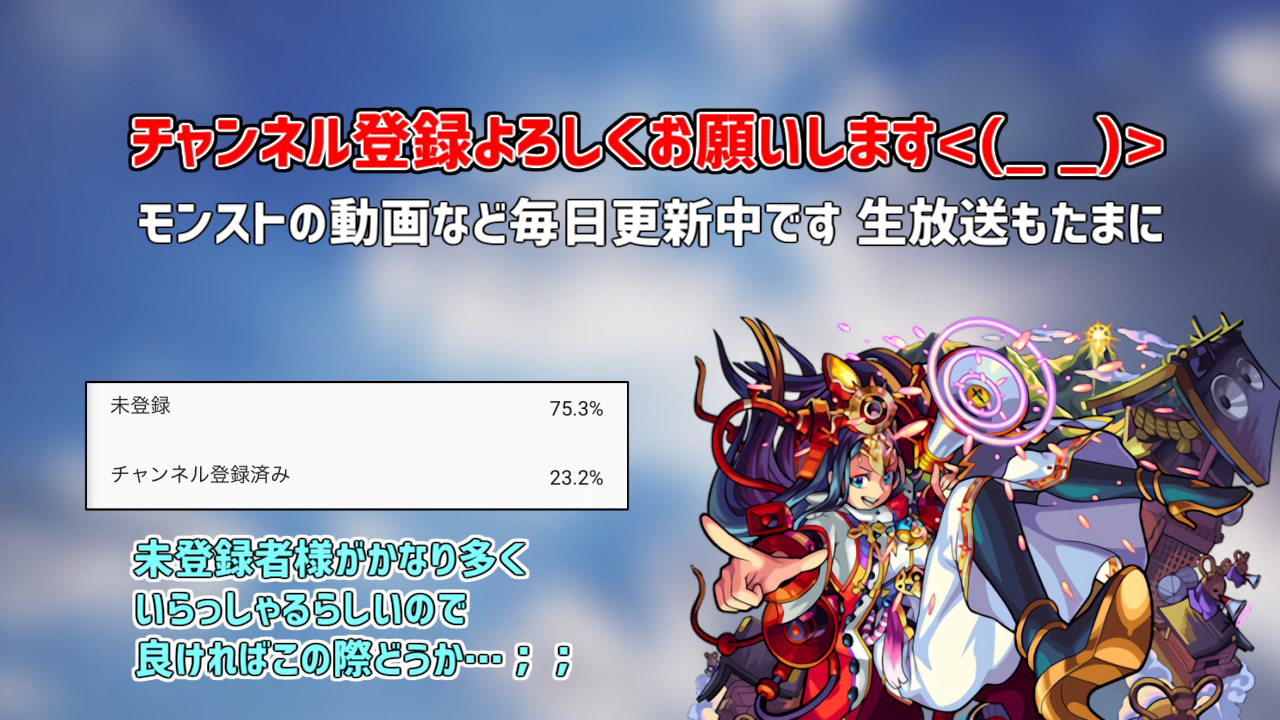 チャンネル登録よろしくお願いします<(_ _)>
モンストの動画など毎日更新中です 生放送もたまに
未登録 75.3%
チャンネル登録済み 23.2%
未登録者様がかなり多く
いらっしゃるらしいので
良ければこの際どうか…；；